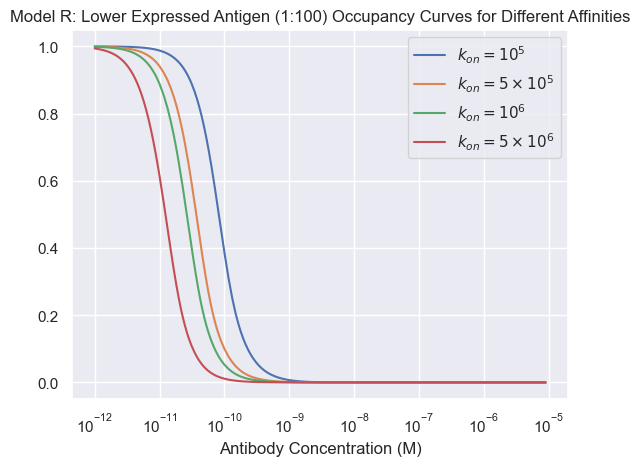 Model R: Lower Expressed Antigen (1:100) Occupancy Curves for Different Affinities
1.0
0.8
0.6
0.4
0.2
0.0
k_on = 10^5
k_on = 5 × 10^5
k_on = 10^6
k_on = 5 × 10^6
10^−12 10^−11 10^−10 10^−9 10^−8 10^−7 10^−6 10^−5
Antibody Concentration (M)